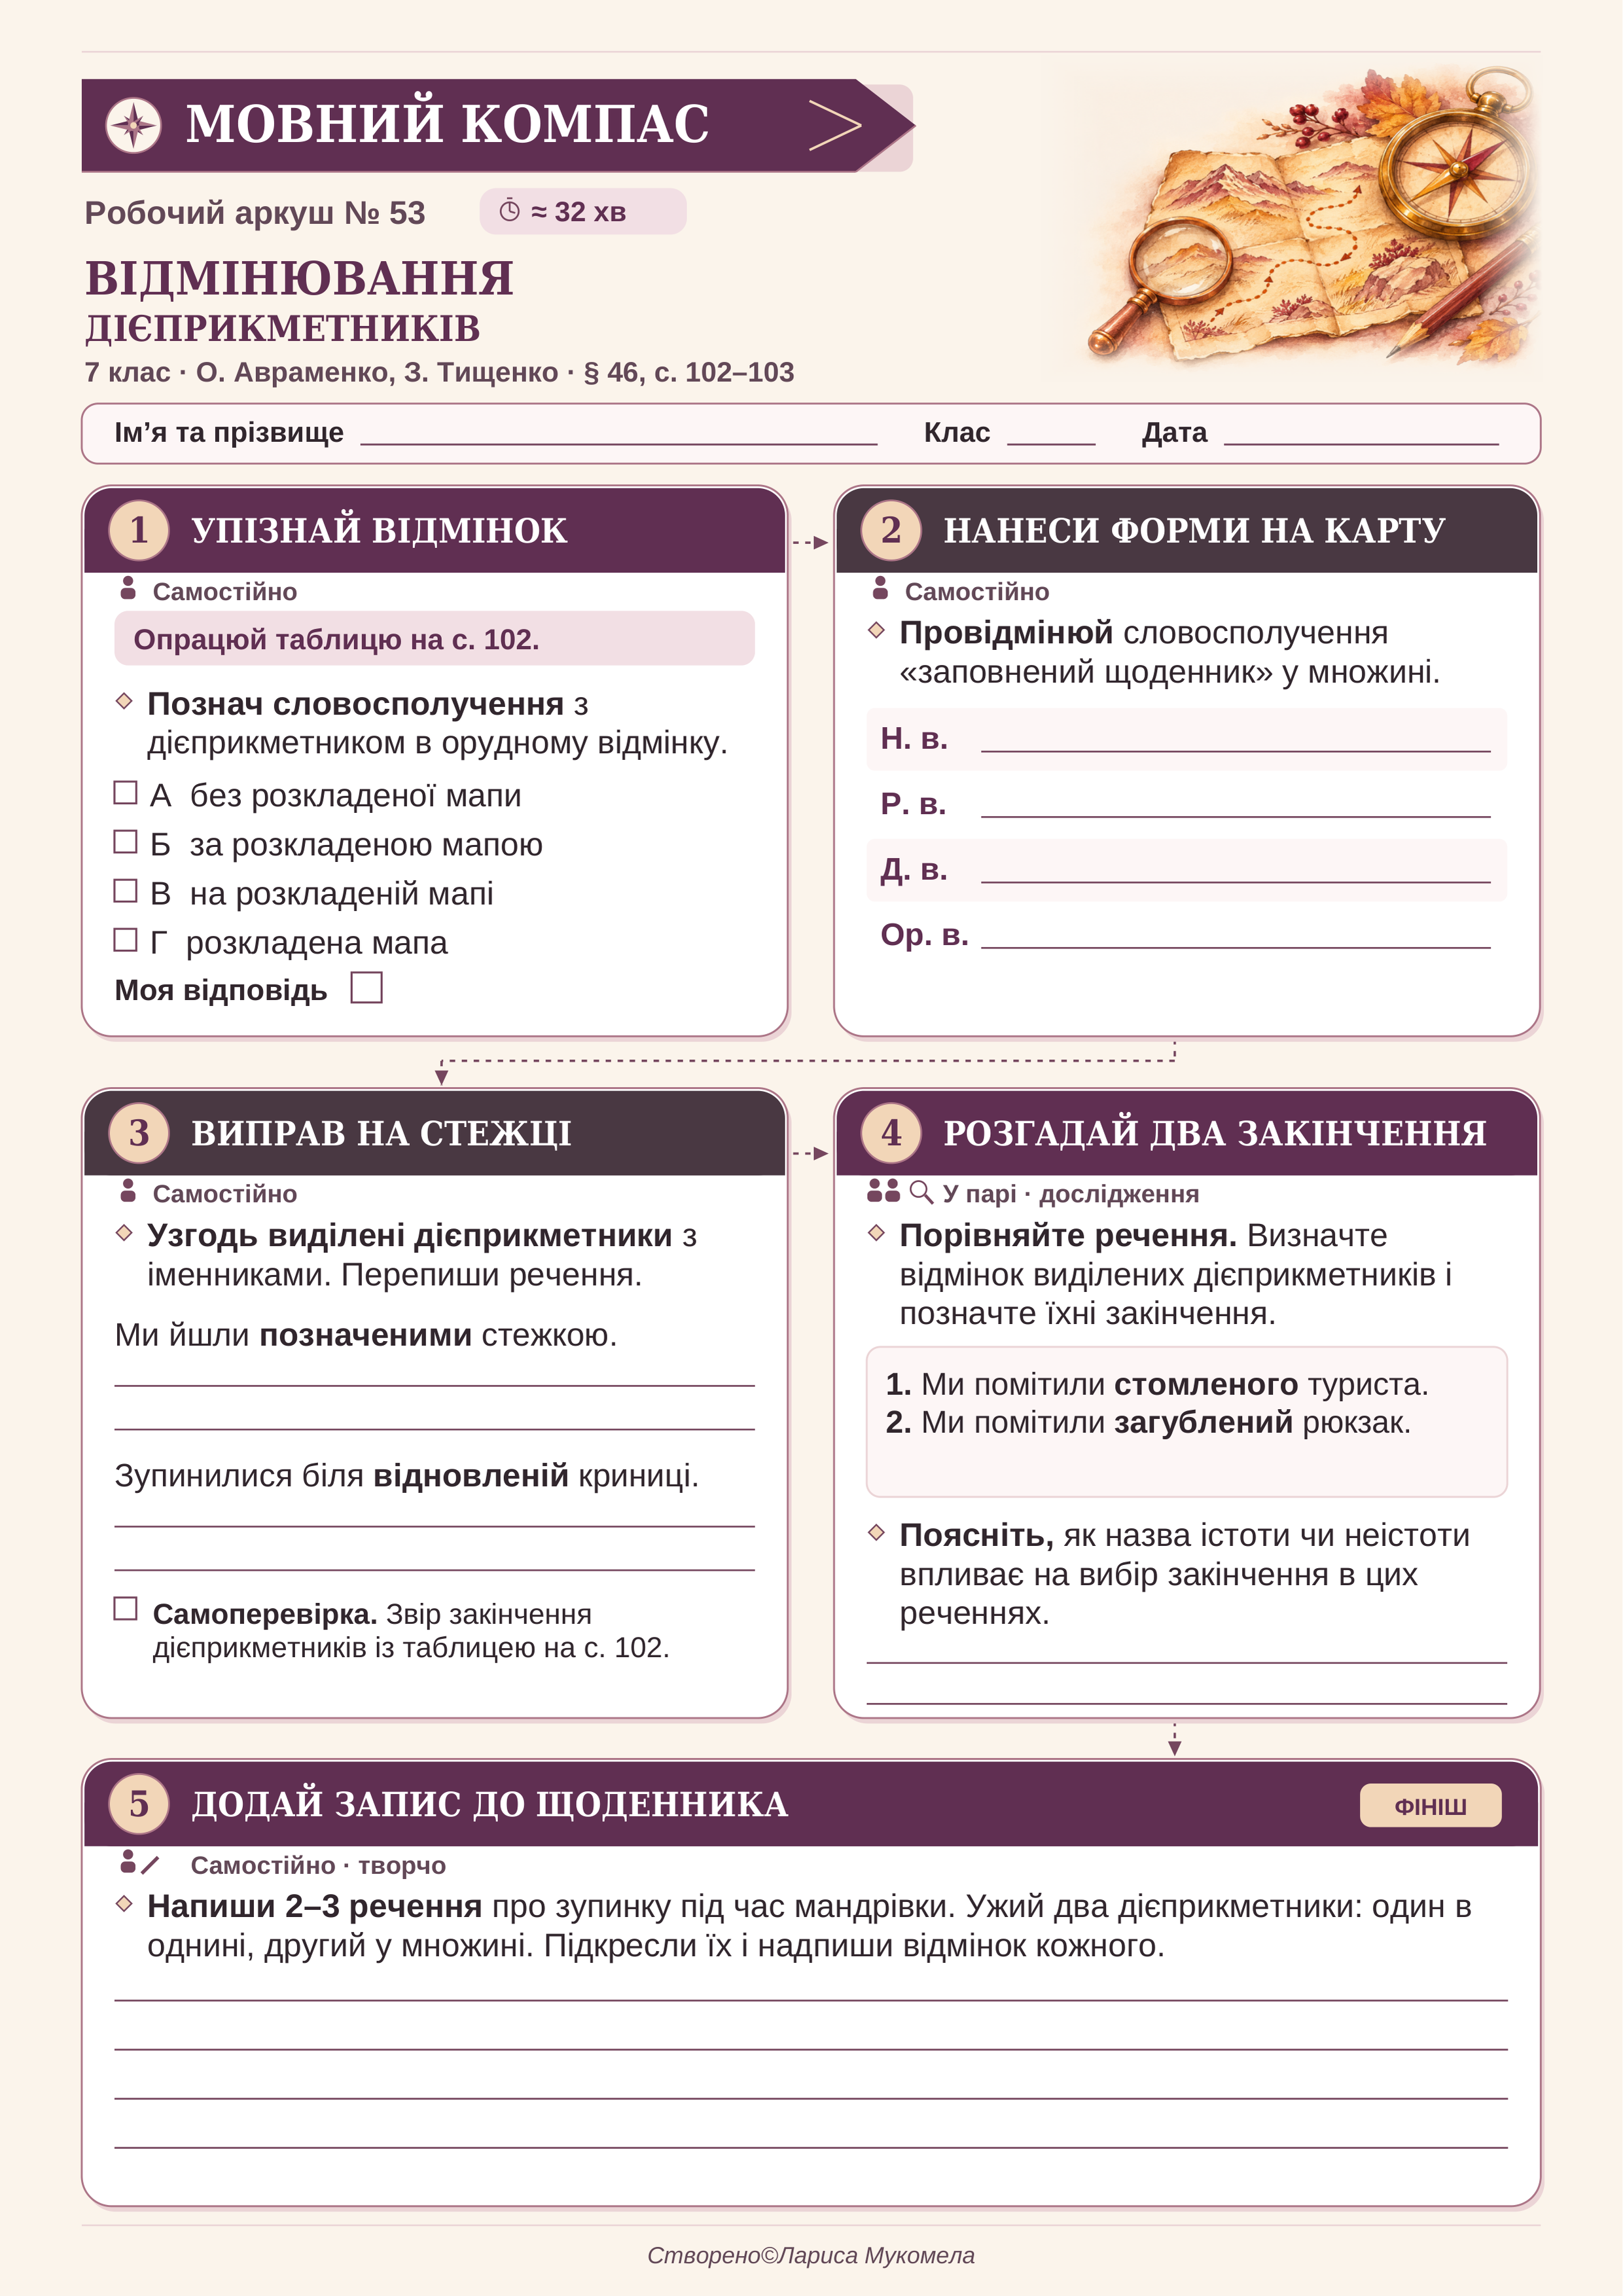 МОВНИЙ КОМПАС
Робочий аркуш № 53
≈ 32 хв
ВІДМІНЮВАННЯ
ДІЄПРИКМЕТНИКІВ
7 клас · О. Авраменко, З. Тищенко · § 46, с. 102–103
Ім’я та прізвище
Клас
Дата
1 УПІЗНАЙ ВІДМІНОК
Самостійно
Опрацюй таблицю на с. 102.
Познач словосполучення з
дієприкметником в орудному відмінку.
А без розкладеної мапи
Б за розкладеною мапою
В на розкладеній мапі
Г розкладена мапа
Моя відповідь
2 НАНЕСИ ФОРМИ НА КАРТУ
Самостійно
Провідмінюй словосполучення
«заповнений щоденник» у множині.
Н. в.
Р. в.
Д. в.
Ор. в.
3 ВИПРАВ НА СТЕЖЦІ
Самостійно
Узгодь виділені дієприкметники з
іменниками. Перепиши речення.
Ми йшли позначеними стежкою.
Зупинилися біля відновленій криниці.
Самоперевірка. Звір закінчення
дієприкметників із таблицею на с. 102.
4 РОЗГАДАЙ ДВА ЗАКІНЧЕННЯ
У парі · дослідження
Порівняйте речення. Визначте
відмінок виділених дієприкметників і
позначте їхні закінчення.
1. Ми помітили стомленого туриста.
2. Ми помітили загублений рюкзак.
Поясніть, як назва істоти чи неістоти
впливає на вибір закінчення в цих
реченнях.
5 ДОДАЙ ЗАПИС ДО ЩОДЕННИКА
ФІНІШ
Самостійно · творчо
Напиши 2–3 речення про зупинку під час мандрівки. Ужий два дієприкметники: один в
однині, другий у множині. Підкресли їх і надпиши відмінок кожного.
Створено©Лариса Мукомела